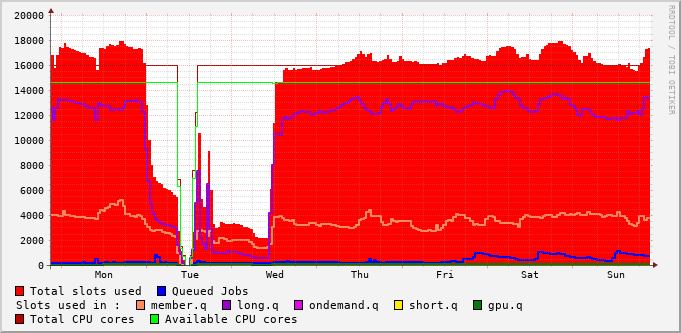 20000
18000
16000
14000
12000
10000
8000
6000
4000
2000
0
Mon Tue Wed Thu Fri Sat Sun
RRDTOOL / TOBI OETIKER
Total slots used Queued Jobs
Slots used in : member.q long.q ondemand.q short.q gpu.q
Total CPU cores Available CPU cores